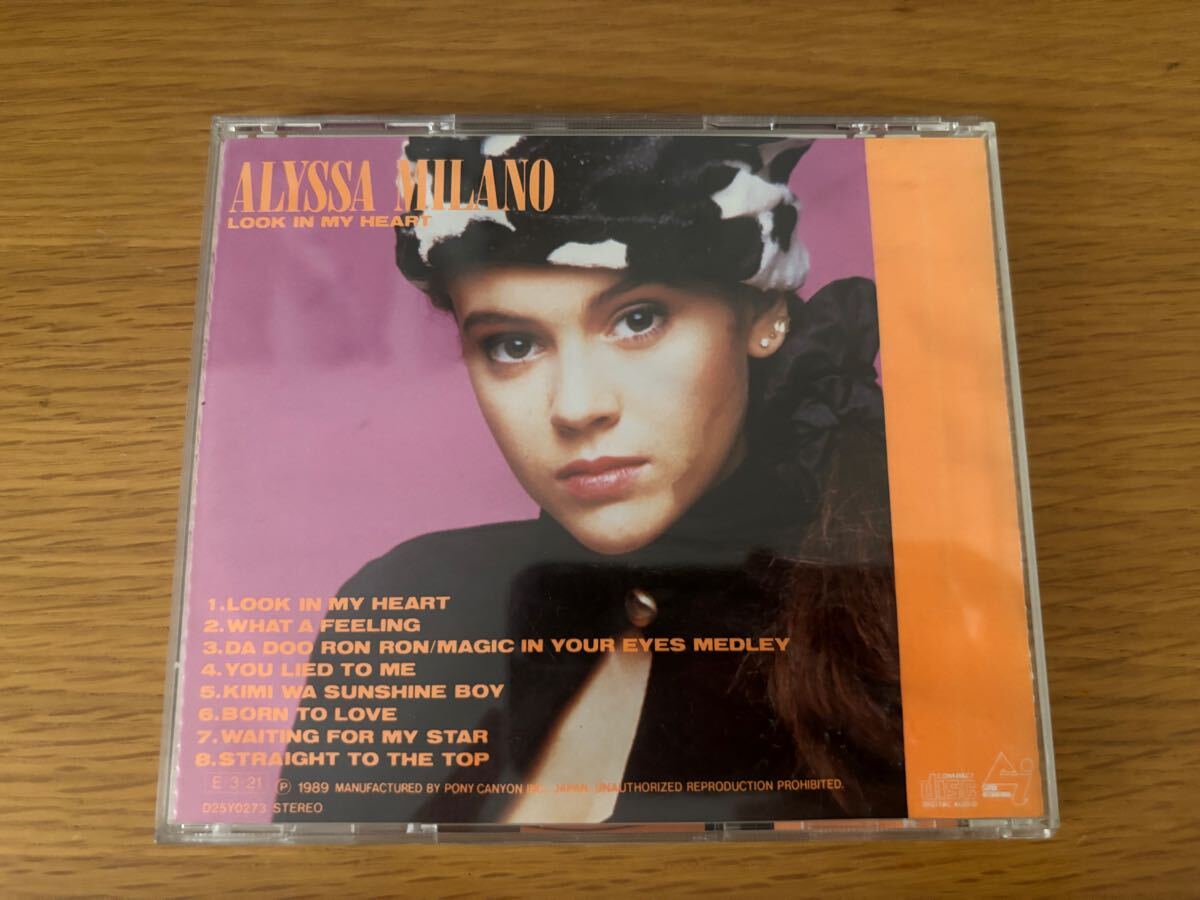 ALYSSA MILANO
LOOK IN MY HEART
1.LOOK IN MY HEART
2.WHAT A FEELING
3.DA DOO RON RON/MAGIC IN YOUR EYES MEDLEY
4.YOU LIED TO ME
5.KIMI WA SUNSHINE BOY
6.BORN TO LOVE
7.WAITING FOR MY STAR
8.STRAIGHT TO THE TOP
E 3·21 Ⓟ 1989 MANUFACTURED BY PONY CANYON INC. JAPAN. UNAUTHORIZED REPRODUCTION PROHIBITED.
D25Y0273 STEREO
COMPACT
disc
DIGITAL AUDIO